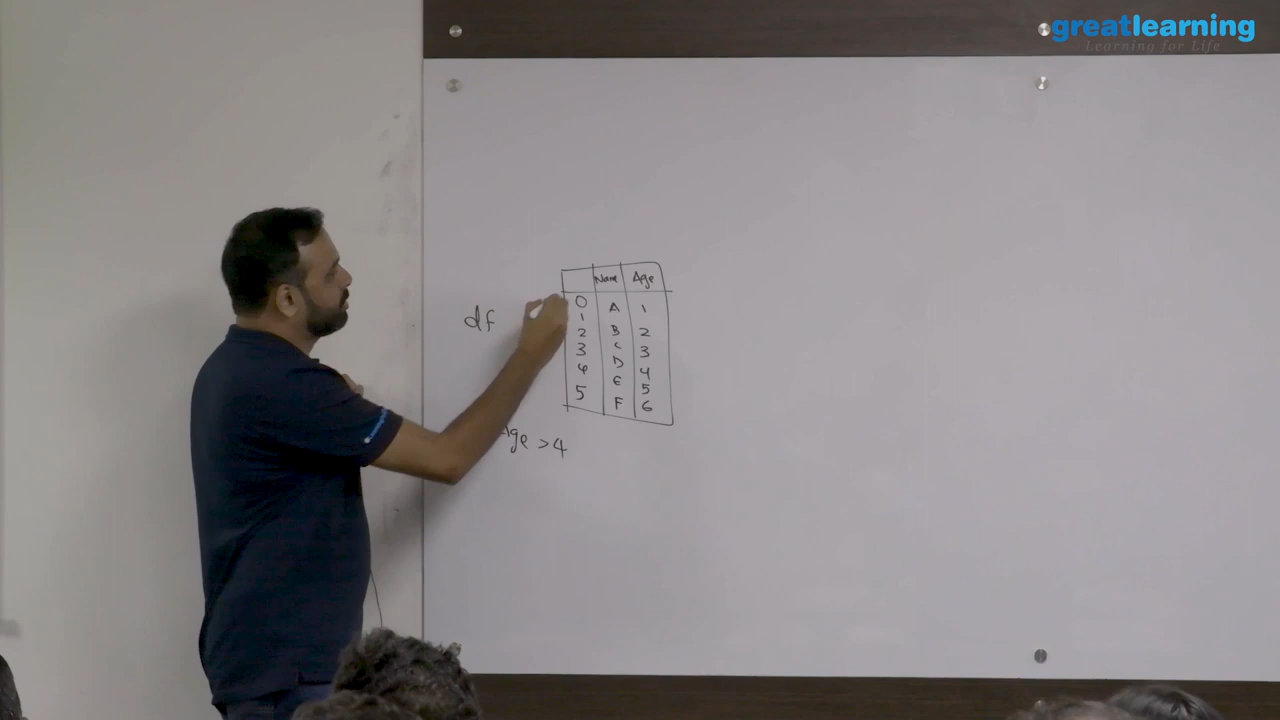 greatlearning
Learning for Life
Name Age
0 A 1
1 B 2
2 C 3
3 D 4
4 E 5
5 F 6
df
Age >4